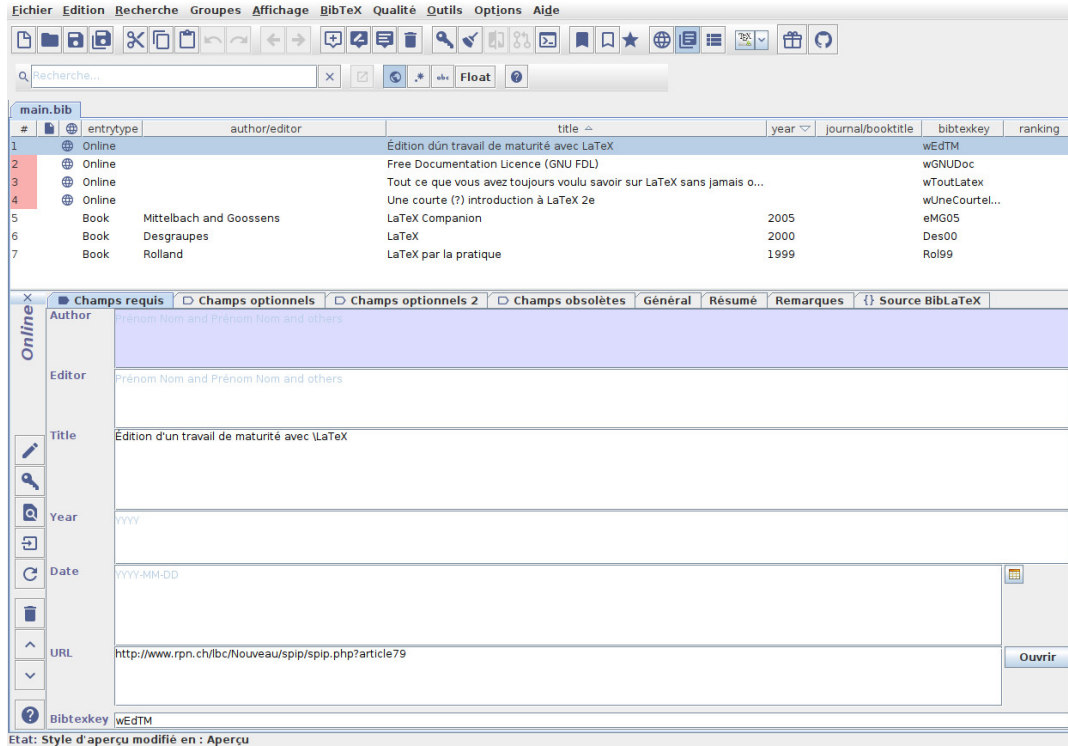 Eichier Edition Recherche Groupes Affichage BibTeX Qualité Outils Options Aide
Recherche...
Float
main.bib
# entrytype author/editor title year journal/booktitle bibtexkey ranking
1 Online Édition dún travail de maturité avec LaTeX wEdTM
2 Online Free Documentation Licence (GNU FDL) wGNUDoc
3 Online Tout ce que vous avez toujours voulu savoir sur LaTeX sans jamais o... wToutLatex
4 Online Une courte (?) introduction à LaTeX 2e wUneCourteI...
5 Book Mittelbach and Goossens LaTeX Companion 2005 eMG05
6 Book Desgraupes LaTeX 2000 Des00
7 Book Rolland LaTeX par la pratique 1999 Rol99
Champs requis Champs optionnels Champs optionnels 2 Champs obsolètes Général Résumé Remarques {} Source BibLaTeX
Online
Author Prénom Nom and Prénom Nom and others
Editor Prénom Nom and Prénom Nom and others
Title Édition d'un travail de maturité avec \LaTeX
Year YYYY
Date YYYY-MM-DD
URL http://www.rpn.ch/lbc/Nouveau/spip/spip.php?article79 Ouvrir
Bibtexkey wEdTM
Etat: Style d'aperçu modifié en : Aperçu